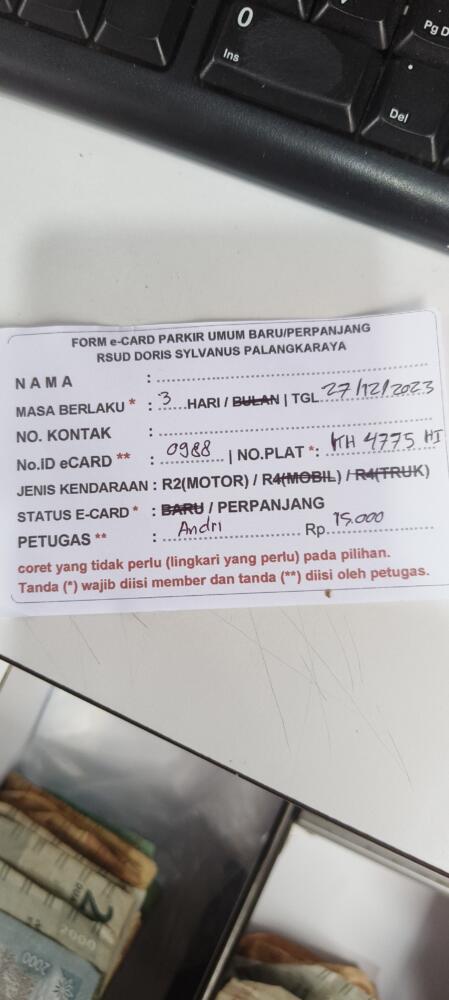 0
Ins
Pg D
.
Del
FORM e-CARD PARKIR UMUM BARU/PERPANJANG
RSUD DORIS SYLVANUS PALANGKARAYA
NAMA :
MASA BERLAKU * : 3 HARI / BULAN | TGL 27/12/2023
NO. KONTAK :
No.ID eCARD ** : 0988 | NO.PLAT *: KH 4775 HI
JENIS KENDARAAN : R2(MOTOR) / R4(MOBIL) / R4(TRUK)
STATUS E-CARD * : BARU / PERPANJANG
PETUGAS ** : Andri Rp. 15.000
coret yang tidak perlu (lingkari yang perlu) pada pilihan.
Tanda (*) wajib diisi member dan tanda (**) diisi oleh petugas.
2
2000
2000